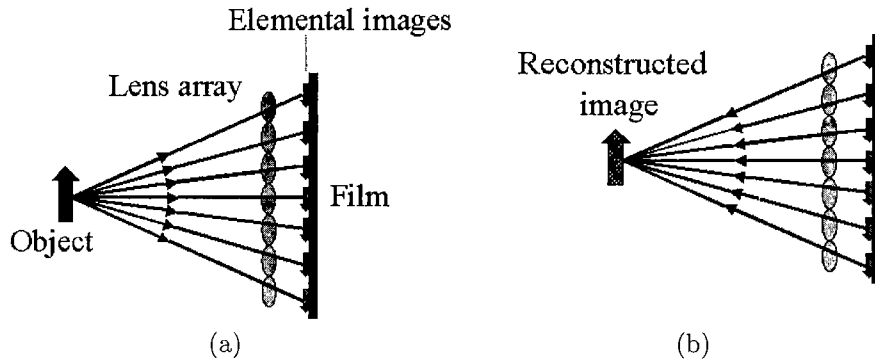 Elemental images
Lens array
Film
Object
(a)
Reconstructed
image
(b)